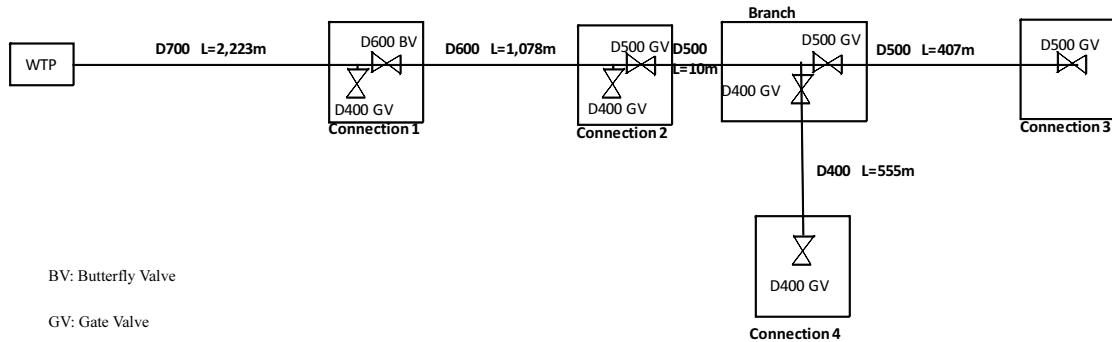 Branch
D700 L=2,223m
D600 BV
D600 L=1,078m
D500 GV
D500
L=10m
D500 GV
D500 L=407m
D500 GV
WTP
D400 GV
D400 GV
D400 GV
Connection 1
Connection 2
Connection 3
D400 L=555m
BV: Butterfly Valve
D400 GV
GV: Gate Valve
Connection 4